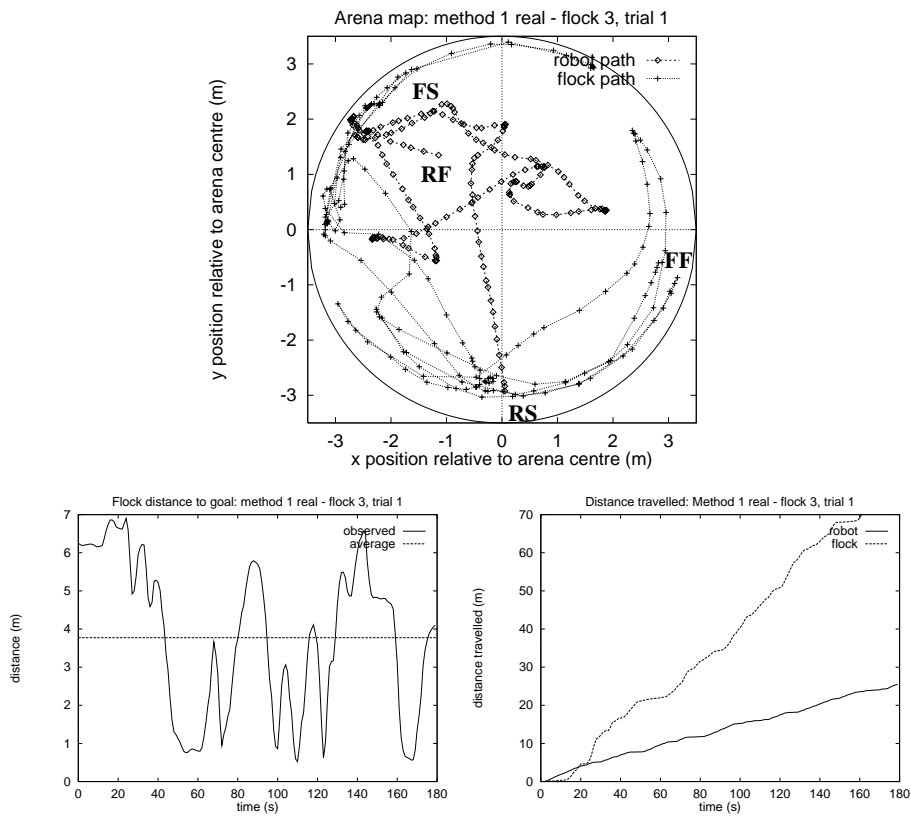 Arena map: method 1 real - flock 3, trial 1
y position relative to arena centre (m)
3
2
1
0
-1
-2
-3
robot path
flock path
FS
RF
FF
RS
-3 -2 -1 0 1 2 3
x position relative to arena centre (m)
Flock distance to goal: method 1 real - flock 3, trial 1
distance (m)
7
6
5
4
3
2
1
0
observed
average
0 20 40 60 80 100 120 140 160 180
time (s)
Distance travelled: Method 1 real - flock 3, trial 1
distance travelled (m)
70
60
50
40
30
20
10
0
robot
flock
0 20 40 60 80 100 120 140 160 180
time (s)